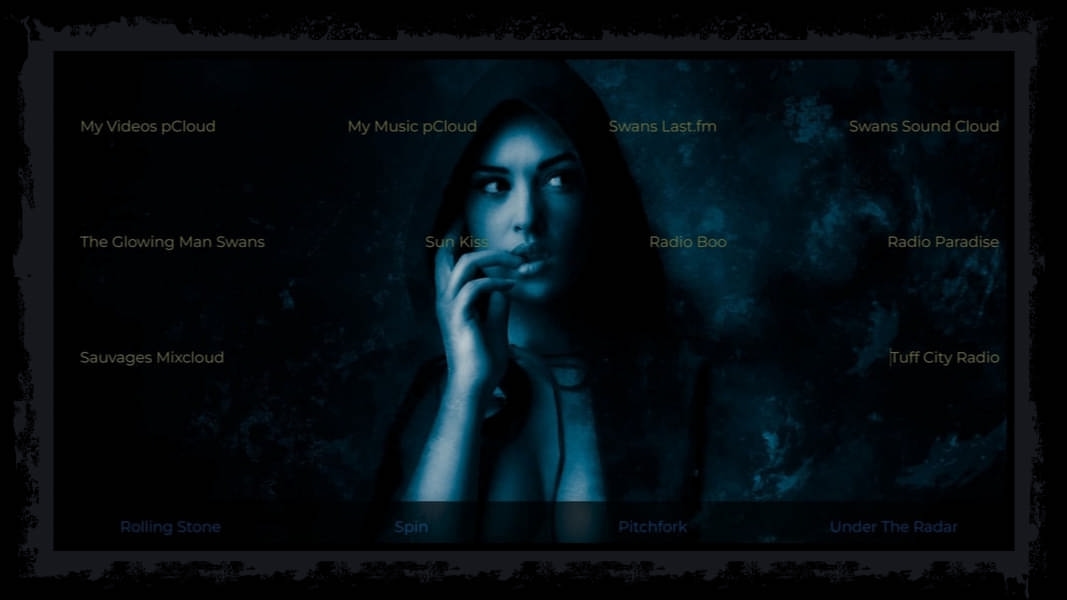 My Videos pCloud
My Music pCloud
Swans Last.fm
Swans Sound Cloud
The Glowing Man Swans
Sun Kiss
Radio Boo
Radio Paradise
Sauvages Mixcloud
Tuff City Radio
Rolling Stone
Spin
Pitchfork
Under The Radar